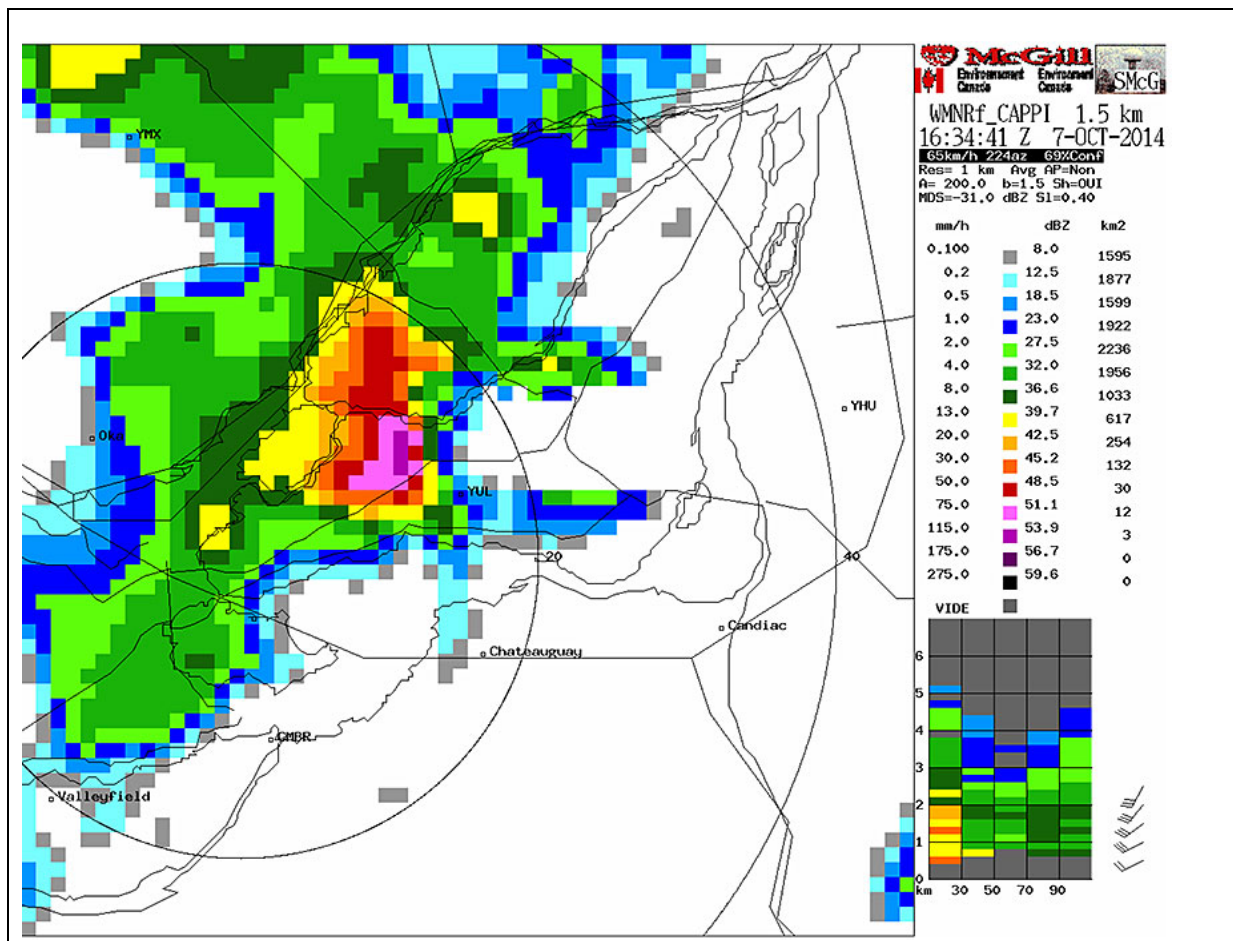 McGill
Environnement Environment
Canada Canada
SMcG
WMNRf_CAPPI 1.5 km
16:34:41 Z 7-OCT-2014
65km/h 224az 69%Conf
Res= 1 km Avg AP=Non
A= 200.0 b=1.5 Sh=OUI
MDS=-31.0 dBZ Sl=0.40
mm/h dBZ km2
0.100 8.0 1595
0.2 12.5 1877
0.5 18.5 1599
1.0 23.0 1922
2.0 27.5 2236
4.0 32.0 1956
8.0 36.6 1033
13.0 39.7 617
20.0 42.5 254
30.0 45.2 132
50.0 48.5 30
75.0 51.1 12
115.0 53.9 3
175.0 56.7 0
275.0 59.6 0
VIDE
6
5
4
3
2
1
0
km 30 50 70 90
YMX
Oka
YHU
YUL
20
40
Candiac
Chateauguay
GMBR
Valleyfield